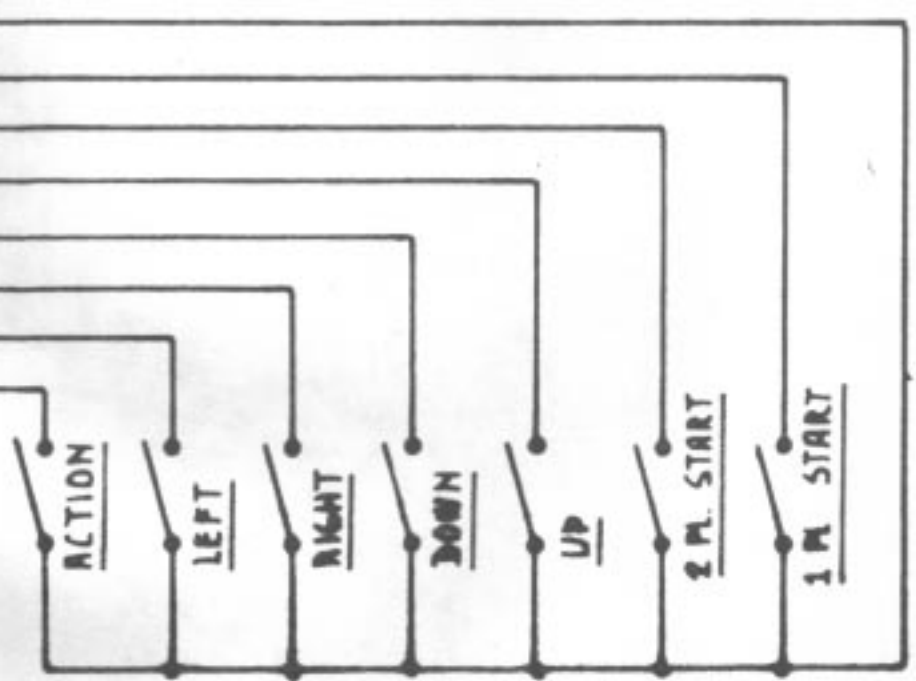 ACTION
LEFT
RIGHT
DOWN
UP
2 PL. START
1 PL START